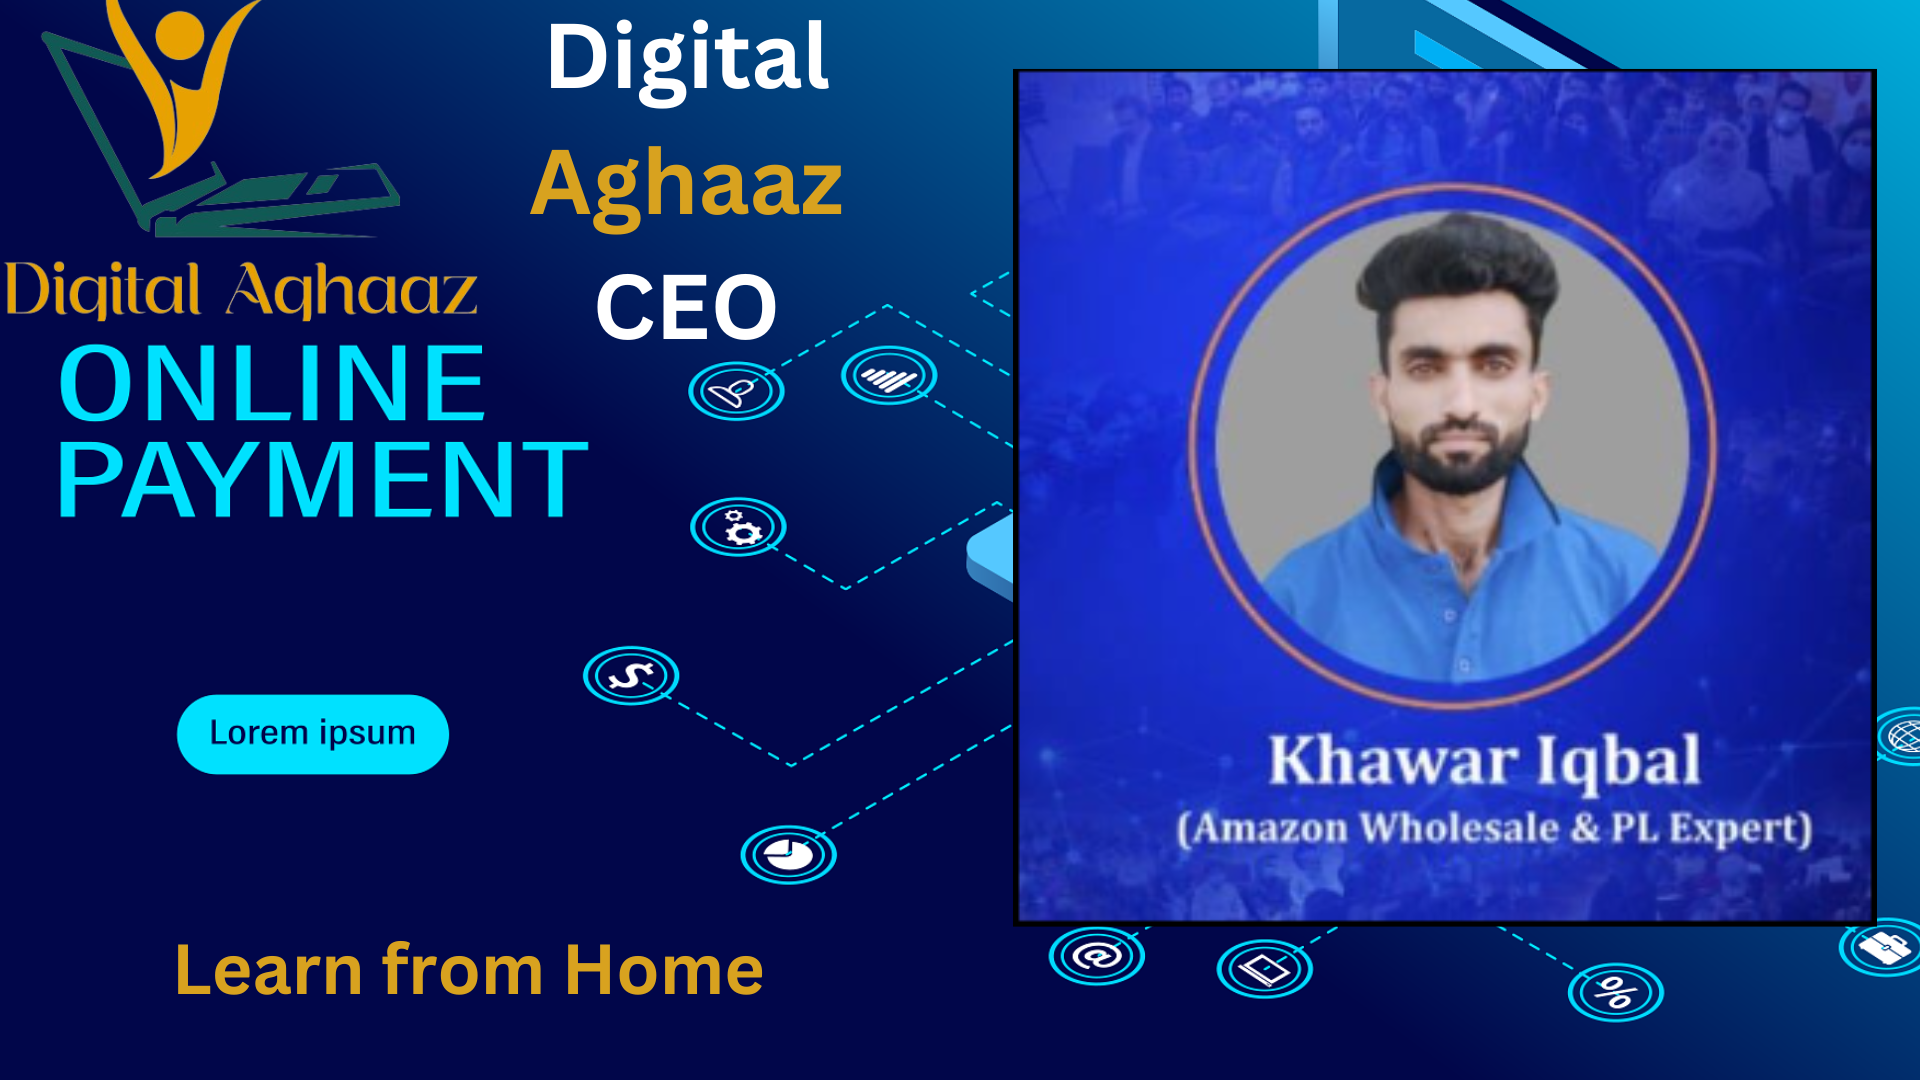 Digital Aghaaz
Digital
Aghaaz
CEO
ONLINE
PAYMENT
Lorem ipsum
Learn from Home
Khawar Iqbal
(Amazon Wholesale & PL Expert)